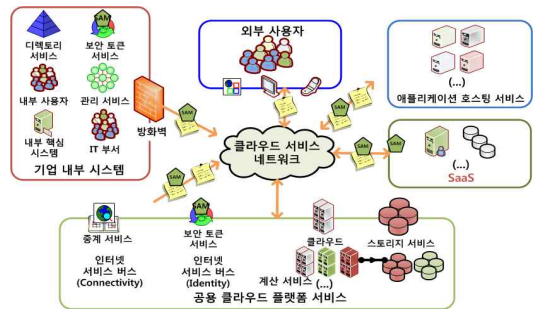 디렉토리
서비스
SAM
보안 토큰
서비스
내부 사용자
관리 서비스
내부 핵심
시스템
IT 부서
기업 내부 시스템
방화벽
SAM
외부 사용자
SAM
SAM
(...)
애플리케이션 호스팅 서비스
클라우드 서비스
네트워크
SAM
SAM
(...)
SaaS
SAM
중계 서비스
인터넷
서비스 버스
(Connectivity)
SAM
보안 토큰
서비스
인터넷
서비스 버스
(Identity)
클라우드
스토리지 서비스
계산 서비스
(...)
공용 클라우드 플랫폼 서비스